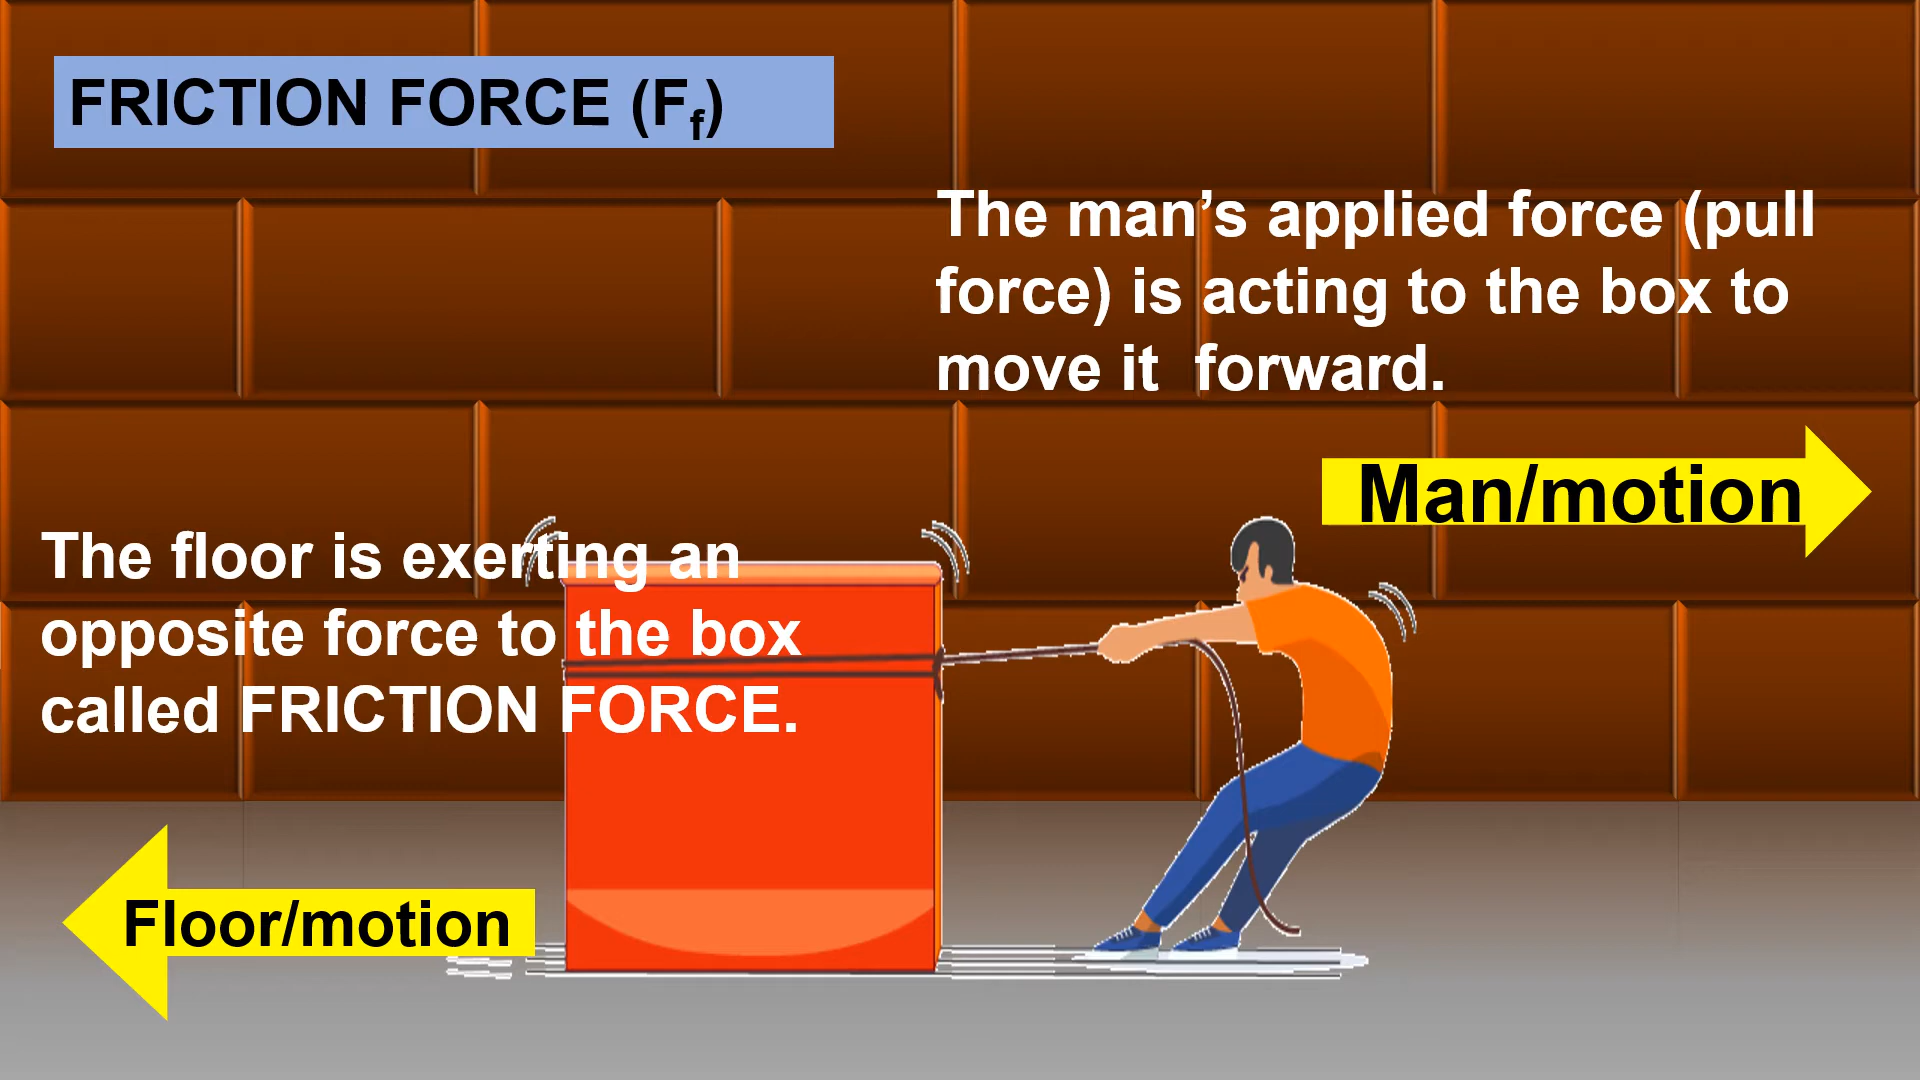 FRICTION FORCE (Ff)
The man’s applied force (pull
force) is acting to the box to
move it  forward.
Man/motion
The floor is exerting an
opposite force to the box
called FRICTION FORCE.
Floor/motion